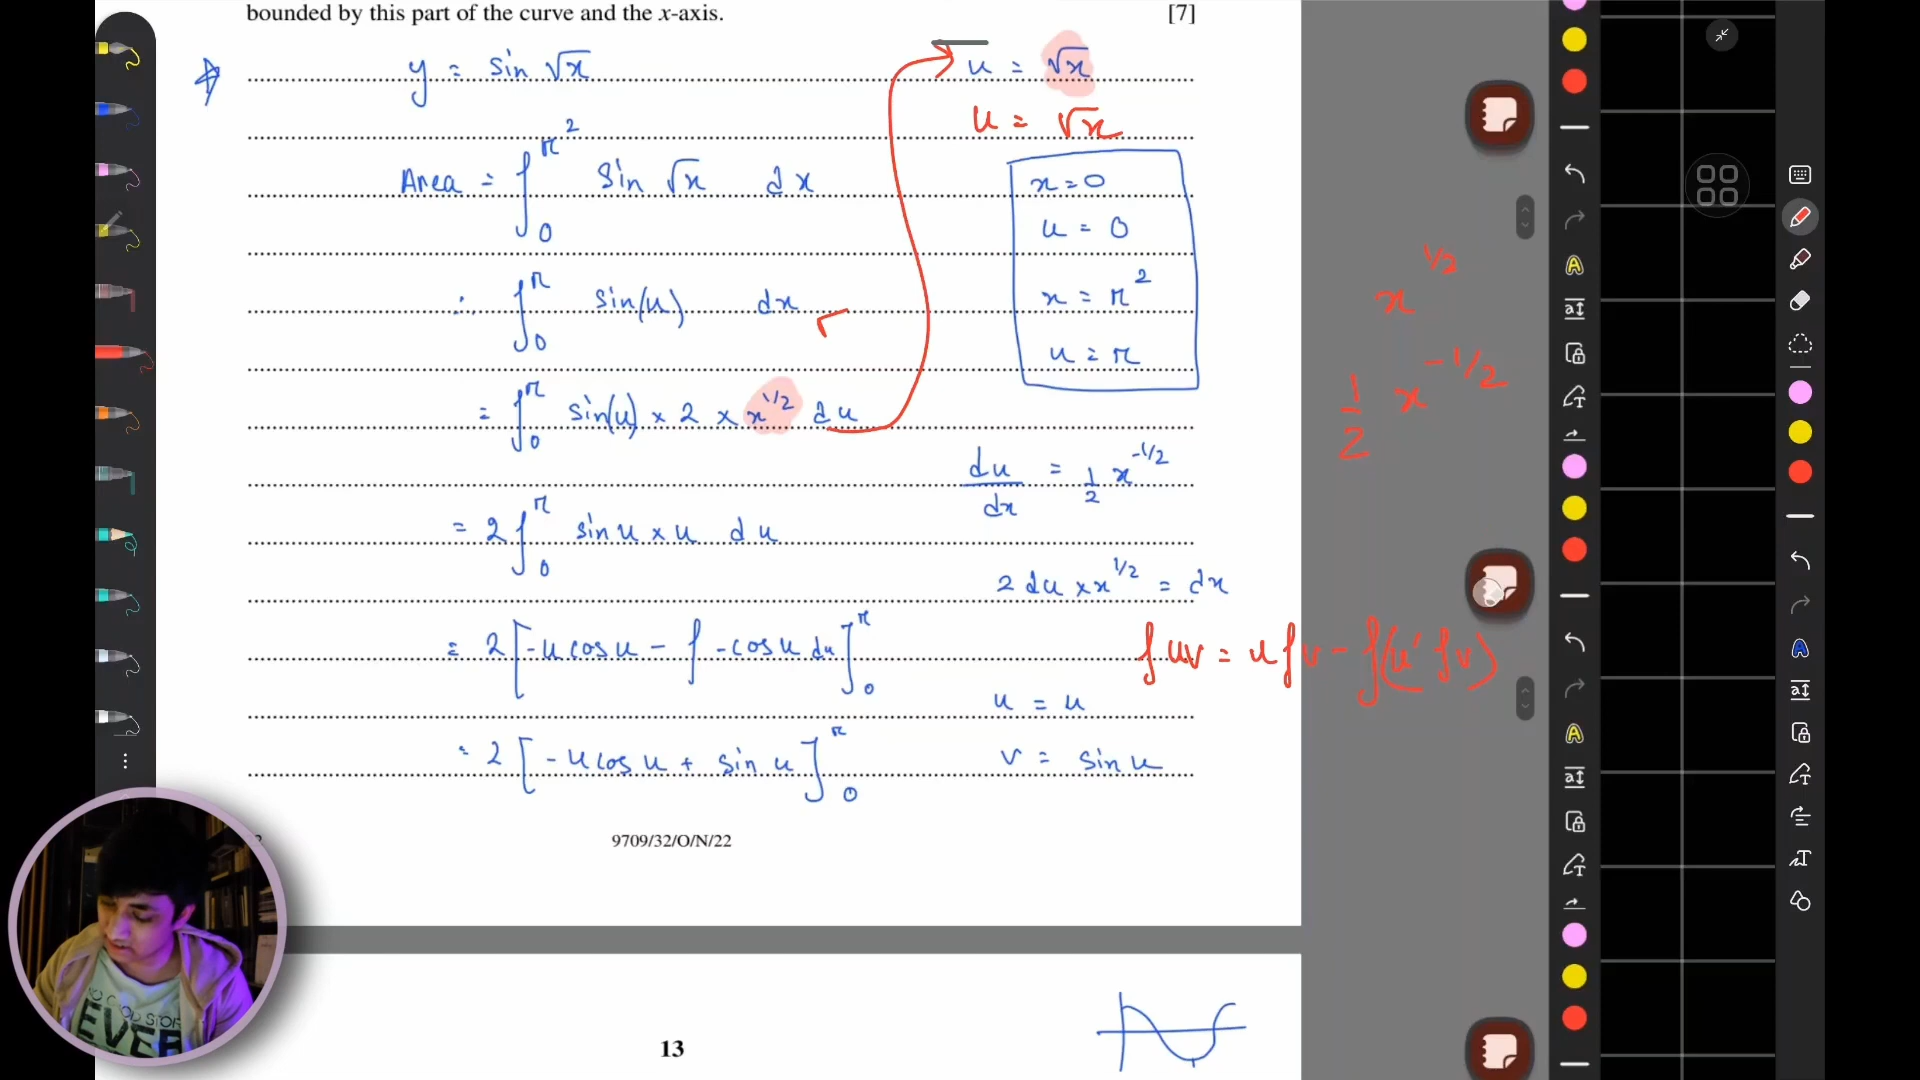 bounded by this part of the curve and the x-axis. [7]
y = sin √x
u = √x
u = √x
Area = ∫₀^π² sin √x dx
x = 0
u = 0
x = π²
u = π
∴ ∫₀^π sin(u) dx
x^1/2
1/2 x^-1/2
= ∫₀^π sin(u) × 2 × x^1/2 du
du/dx = 1/2 x^-1/2
= 2 ∫₀^π sin u × u du
2 du × x^1/2 = dx
= 2 [-u cos u - ∫ -cos u du]₀^π
∫ uv = u ∫ v - ∫(u' ∫ v)
u = u
= 2 [-u cos u + sin u]₀^π
v = sin u
9709/32/O/N/22
EVER
13